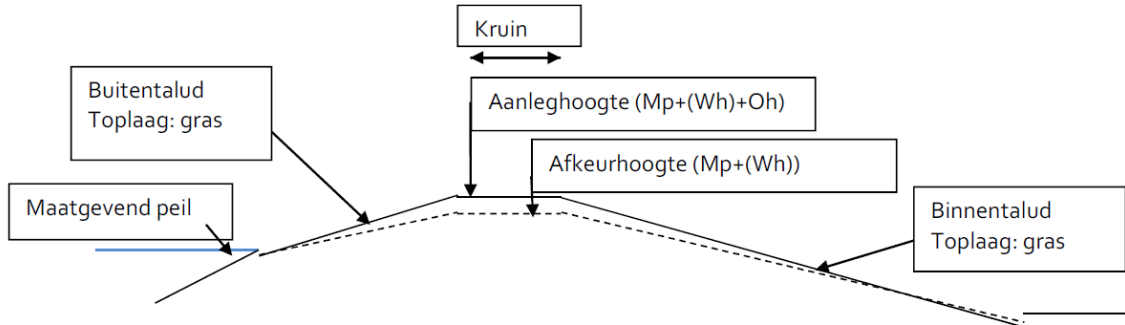 Kruin
Buitentalud
Toplaag: gras
Aanleghoogte (Mp+(Wh)+Oh)
Afkeurhoogte (Mp+(Wh))
Maatgevend peil
Binnentalud
Toplaag: gras